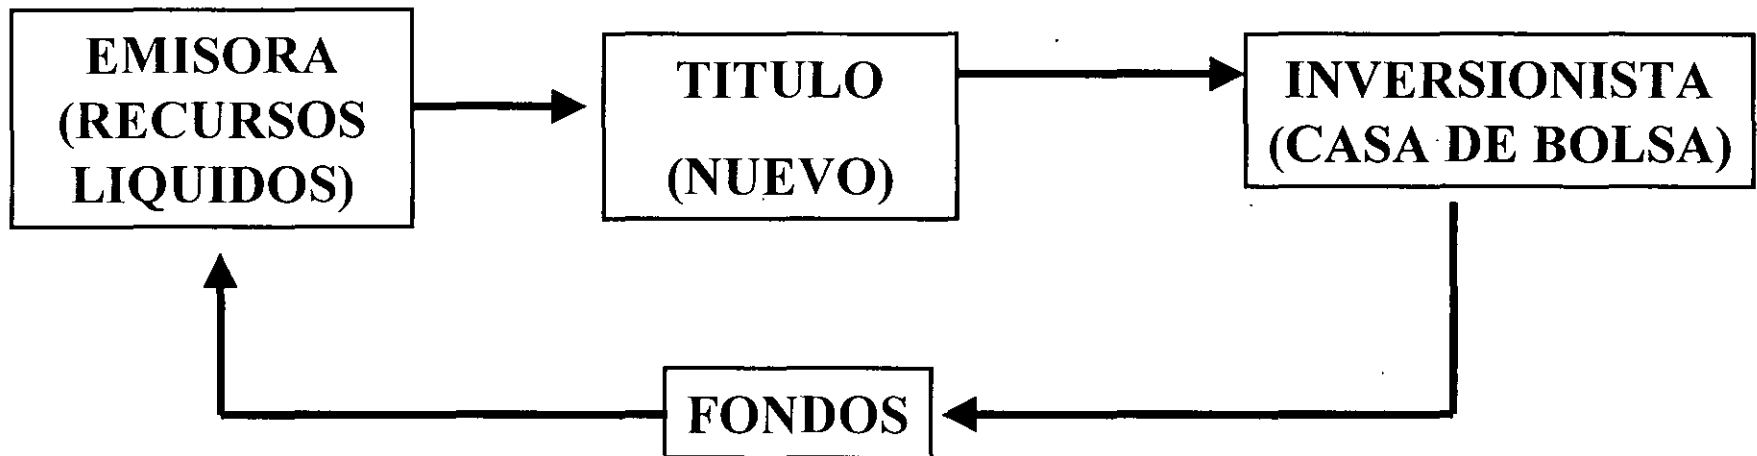 EMISORA
(RECURSOS
LIQUIDOS)
TITULO
(NUEVO)
INVERSIONISTA
(CASA DE BOLSA)
FONDOS